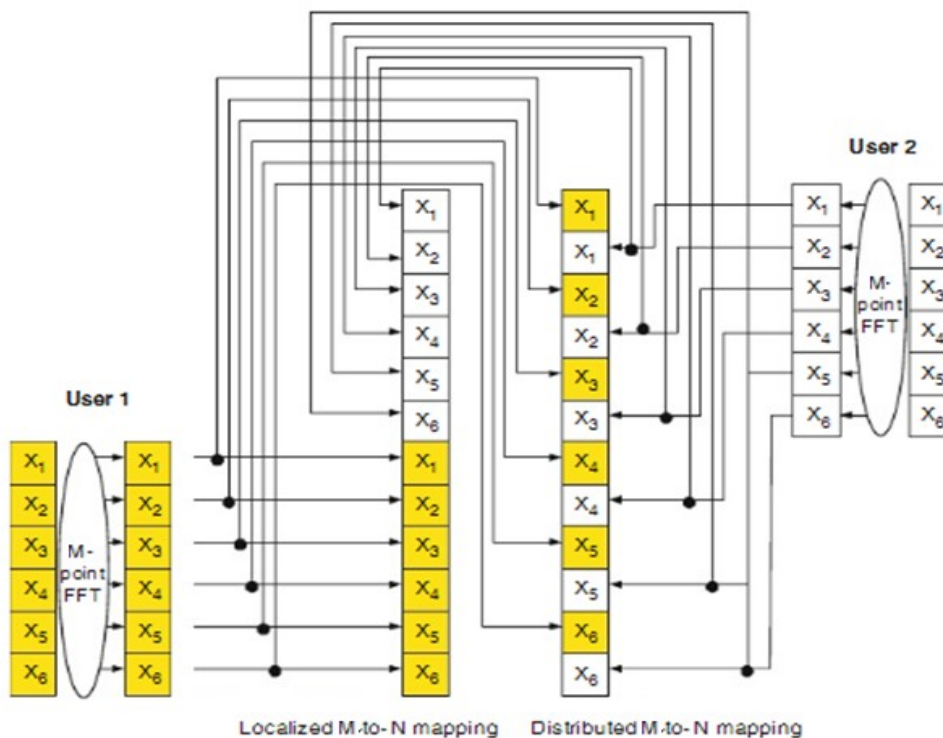 User 2
X1
X2
X3
X4
X5
X6
M-
point
FFT
X1
X2
X3
X4
X5
X6
X1
X2
X3
X4
X5
X6
X1
X2
X3
X4
X5
X6
X1
X1
X2
X2
X3
X3
X4
X4
X5
X5
X6
X6
User 1
X1
X2
X3
X4
X5
X6
M-
point
FFT
X1
X2
X3
X4
X5
X6
Localized M-to-N mapping
Distributed M-to-N mapping